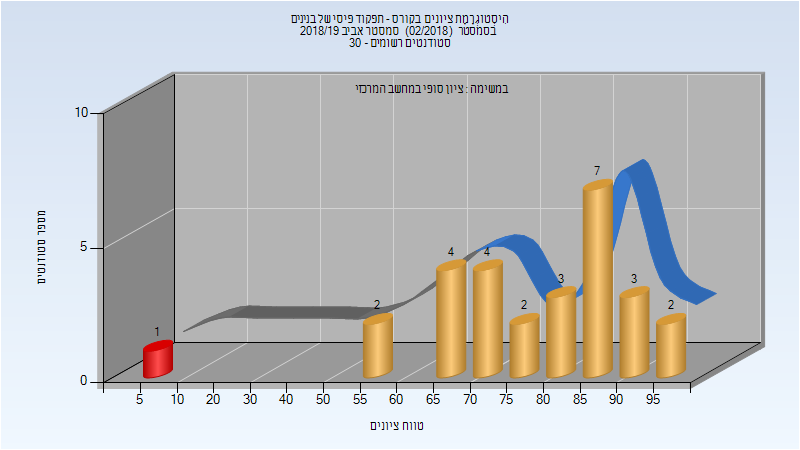 היסטוגרמת ציונים בקורס - תפקוד פיסי של בנינים
בסמסטר (02/2018) סמסטר אביב 2018/19
סטודנטים רשומים - 30
במשימה : ציון סופי במחשב המרכזי
10
5
0
מספר סטודנטים
1
2
4
4
2
3
7
3
2
5 10 20 30 40 50 55 60 65 70 75 80 85 90 95
טווח ציונים